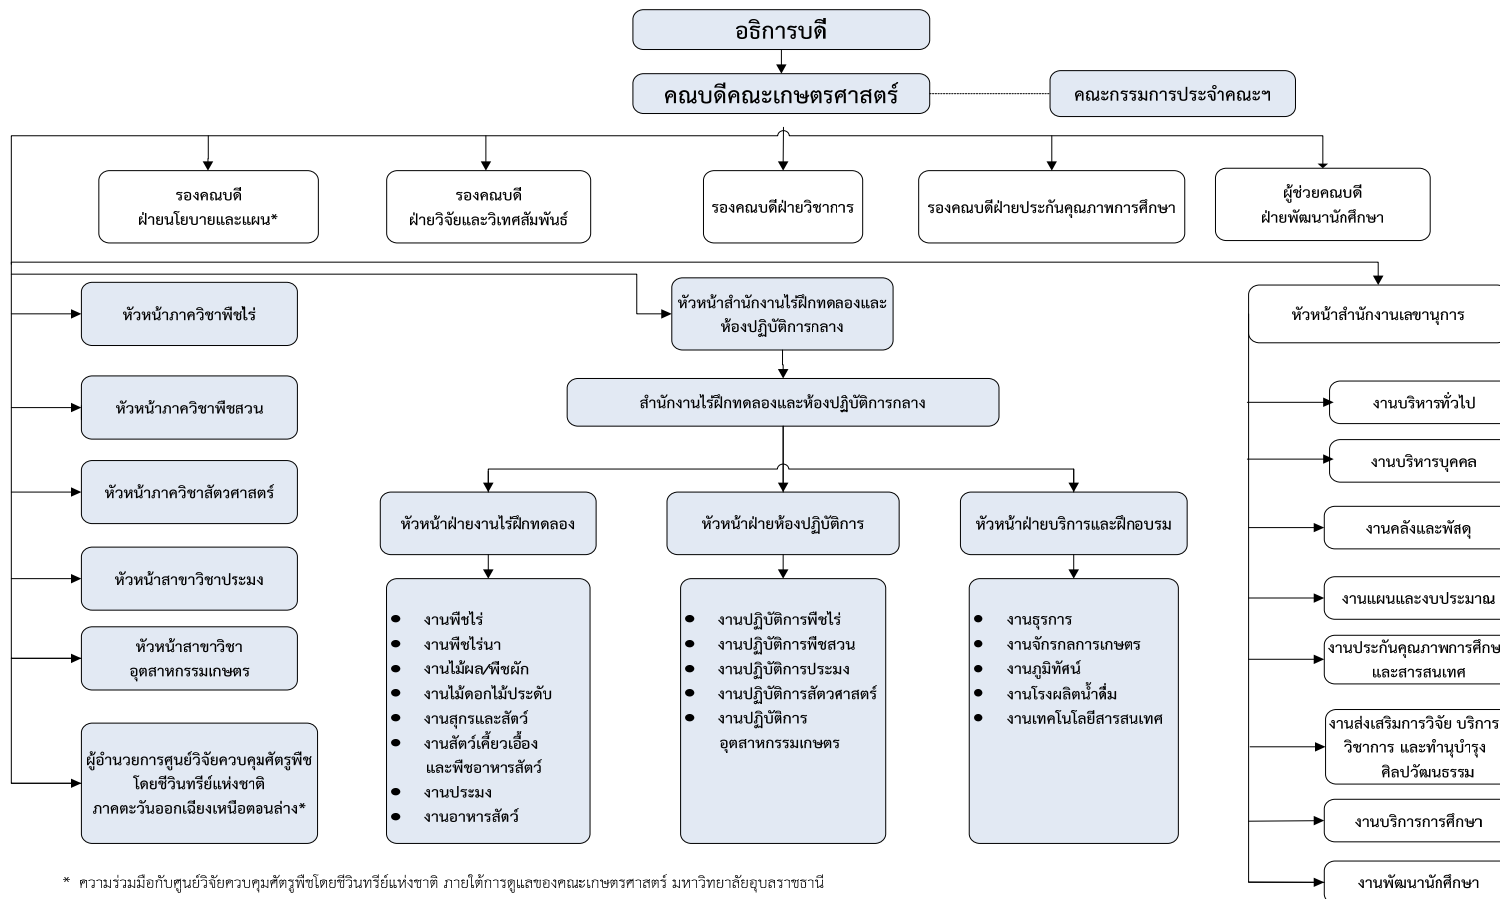 อธิการบดี
คณบดีคณะเกษตรศาสตร์
คณะกรรมการประจำคณะฯ
รองคณบดี
ฝ่ายนโยบายและแผน*
รองคณบดี
ฝ่ายวิจัยและวิเทศสัมพันธ์
รองคณบดีฝ่ายวิชาการ
รองคณบดีฝ่ายประกันคุณภาพการศึกษา
ผู้ช่วยคณบดี
ฝ่ายพัฒนานักศึกษา
หัวหน้าภาควิชาพืชไร่
หัวหน้าภาควิชาพืชสวน
หัวหน้าภาควิชาสัตวศาสตร์
หัวหน้าสาขาวิชาประมง
หัวหน้าสาขาวิชา
อุตสาหกรรมเกษตร
ผู้อำนวยการศูนย์วิจัยควบคุมศัตรูพืช
โดยชีวินทรีย์แห่งชาติ
ภาคตะวันออกเฉียงเหนือตอนล่าง*
หัวหน้าสำนักงานไร่ฝึกทดลองและ
ห้องปฏิบัติการกลาง
สำนักงานไร่ฝึกทดลองและห้องปฏิบัติการกลาง
หัวหน้าฝ่ายงานไร่ฝึกทดลอง
• งานพืชไร่
• งานพืชไร่นา
• งานไม้ผล/พืชผัก
• งานไม้ดอกไม้ประดับ
• งานสุกรและสัตว์
• งานสัตว์เคี้ยวเอื้อง
และพืชอาหารสัตว์
• งานประมง
• งานอาหารสัตว์
หัวหน้าฝ่ายห้องปฏิบัติการ
• งานปฏิบัติการพืชไร่
• งานปฏิบัติการพืชสวน
• งานปฏิบัติการประมง
• งานปฏิบัติการสัตวศาสตร์
• งานปฏิบัติการ
อุตสาหกรรมเกษตร
หัวหน้าฝ่ายบริการและฝึกอบรม
• งานธุรการ
• งานจักรกลการเกษตร
• งานภูมิทัศน์
• งานโรงผลิตน้ำดื่ม
• งานเทคโนโลยีสารสนเทศ
หัวหน้าสำนักงานเลขานุการ
งานบริหารทั่วไป
งานบริหารบุคคล
งานคลังและพัสดุ
งานแผนและงบประมาณ
งานประกันคุณภาพการศึกษ
และสารสนเทศ
งานส่งเสริมการวิจัย บริการ
วิชาการ และทำนุบำรุง
ศิลปวัฒนธรรม
งานบริการการศึกษา
งานพัฒนานักศึกษา
* ความร่วมมือกับศูนย์วิจัยควบคุมศัตรูพืชโดยชีวินทรีย์แห่งชาติ ภายใต้การดูแลของคณะเกษตรศาสตร์ มหาวิทยาลัยอุบลราชธานี